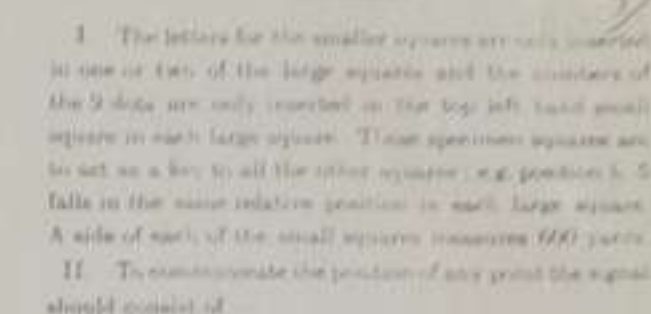 I The letters for the smaller squares are only inserted
in one or two of the large squares and the numbers of
the 9 dots are only inserted in the top left hand small
square in each large square. These specimen squares are
to act as a key to all the other squares; e.g. position
falls in the same relative position in each large square.
A side of each of the small squares measures 600 yards.
II. To communicate the position of any point the signal
should consist of